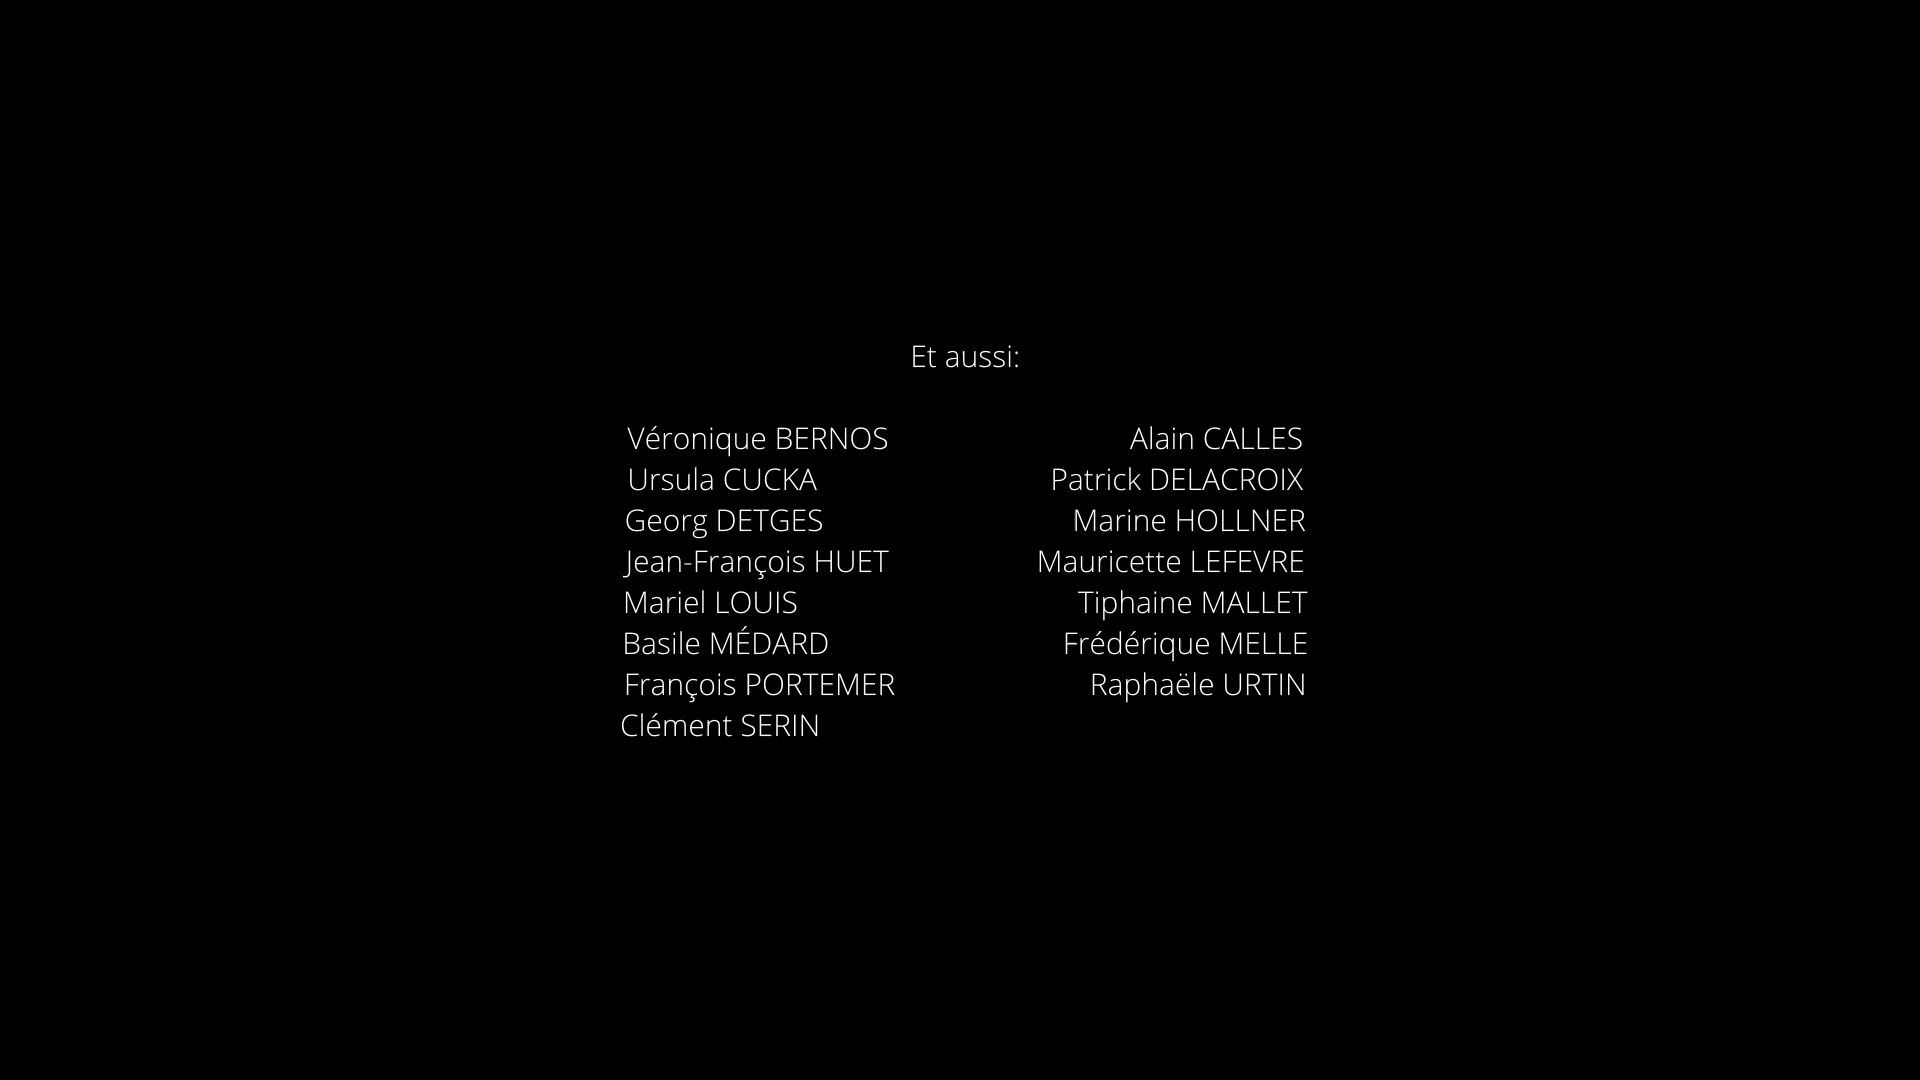 Et aussi:
Véronique BERNOS Alain CALLES
Ursula CUCKA Patrick DELACROIX
Georg DETGES Marine HOLLNER
Jean-François HUET Mauricette LEFEVRE
Mariel LOUIS Tiphaine MALLET
Basile MÉDARD Frédérique MELLE
François PORTEMER Raphaële URTIN
Clément SERIN